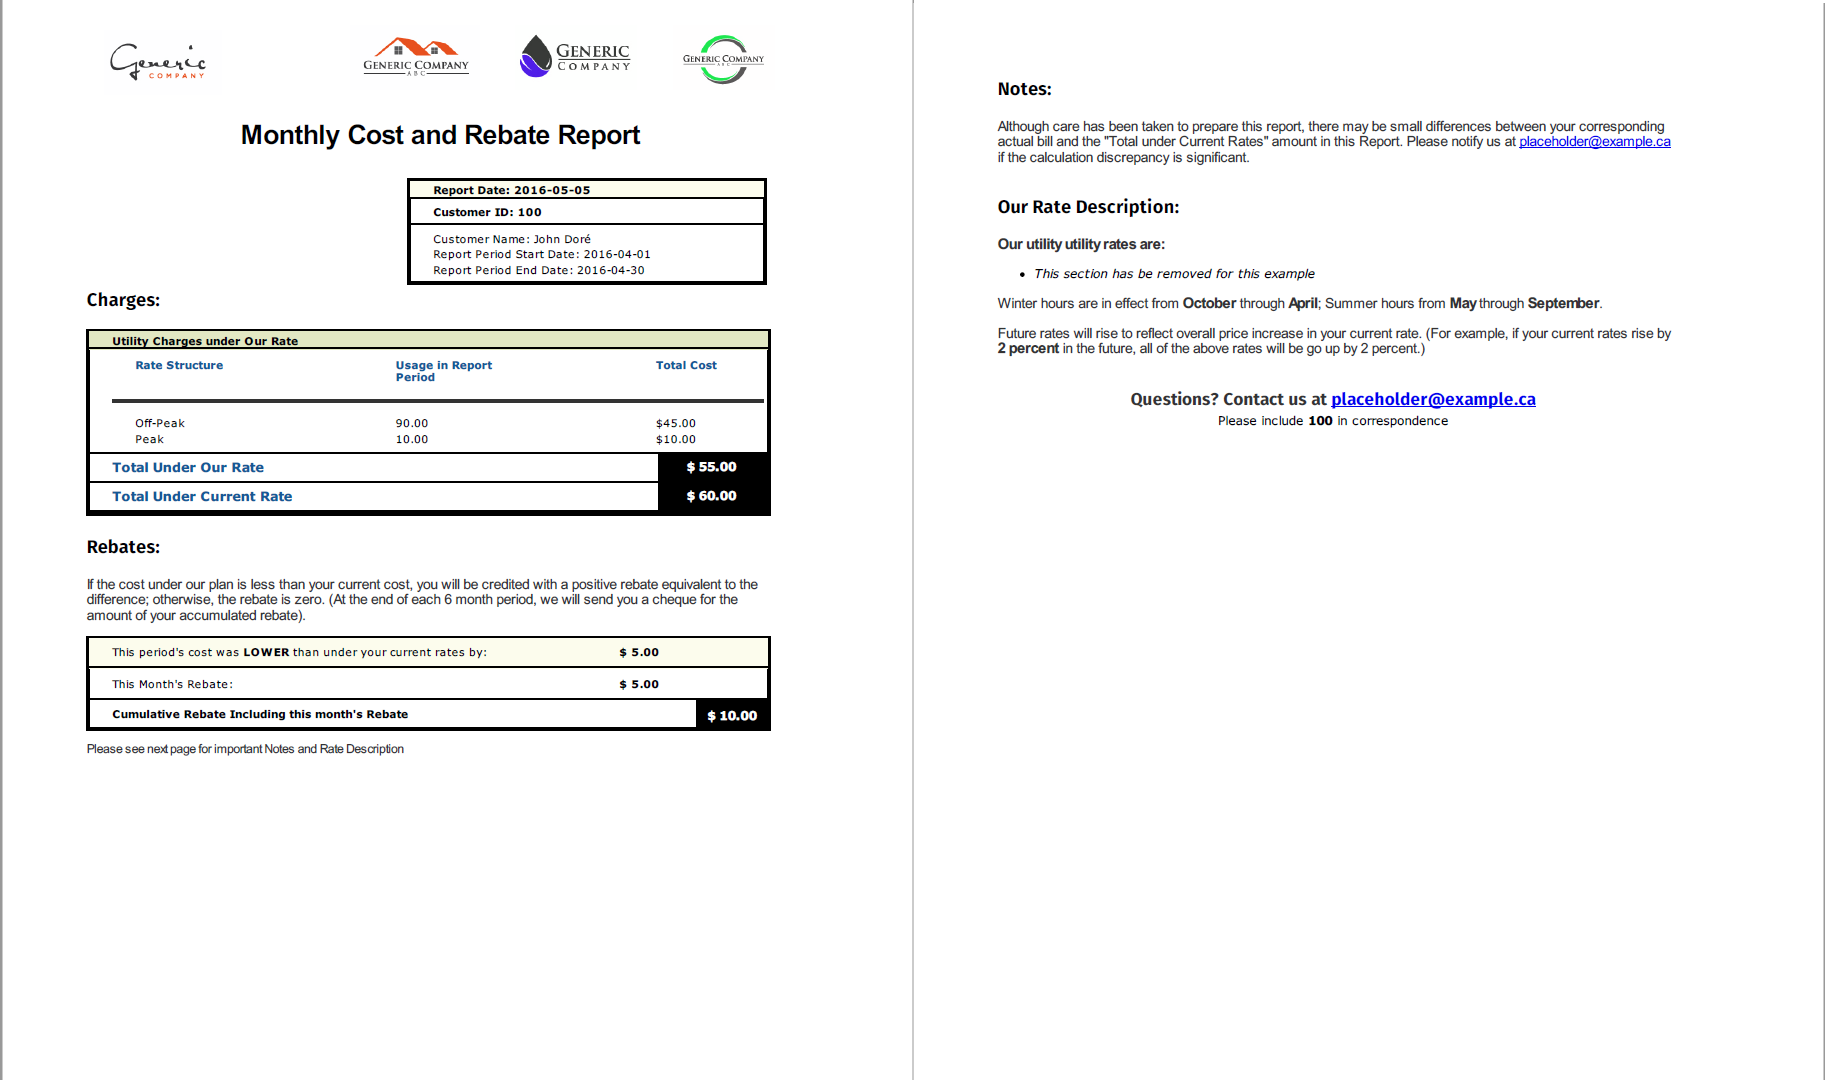 Generic
COMPANY
GENERIC COMPANY
ABC
GENERIC
COMPANY
GENERIC COMPANY
ABC
Monthly Cost and Rebate Report
Report Date: 2016-05-05
Customer ID: 100
Customer Name: John Doré
Report Period Start Date: 2016-04-01
Report Period End Date: 2016-04-30
Charges:
Utility Charges under Our Rate
Rate Structure Usage in Report Period Total Cost
Off-Peak 90.00 $45.00
Peak 10.00 $10.00
Total Under Our Rate $ 55.00
Total Under Current Rate $ 60.00
Rebates:
If the cost under our plan is less than your current cost, you will be credited with a positive rebate equivalent to the
difference; otherwise, the rebate is zero. (At the end of each 6 month period, we will send you a cheque for the
amount of your accumulated rebate).
This period's cost was LOWER than under your current rates by: $ 5.00
This Month's Rebate: $ 5.00
Cumulative Rebate Including this month's Rebate $ 10.00
Please see next page for important Notes and Rate Description
Notes:
Although care has been taken to prepare this report, there may be small differences between your corresponding
actual bill and the "Total under Current Rates" amount in this Report. Please notify us at placeholder@example.ca
if the calculation discrepancy is significant.
Our Rate Description:
Our utility utility rates are:
• This section has be removed for this example
Winter hours are in effect from October through April; Summer hours from May through September.
Future rates will rise to reflect overall price increase in your current rate. (For example, if your current rates rise by
2 percent in the future, all of the above rates will be go up by 2 percent.)
Questions? Contact us at placeholder@example.ca
Please include 100 in correspondence